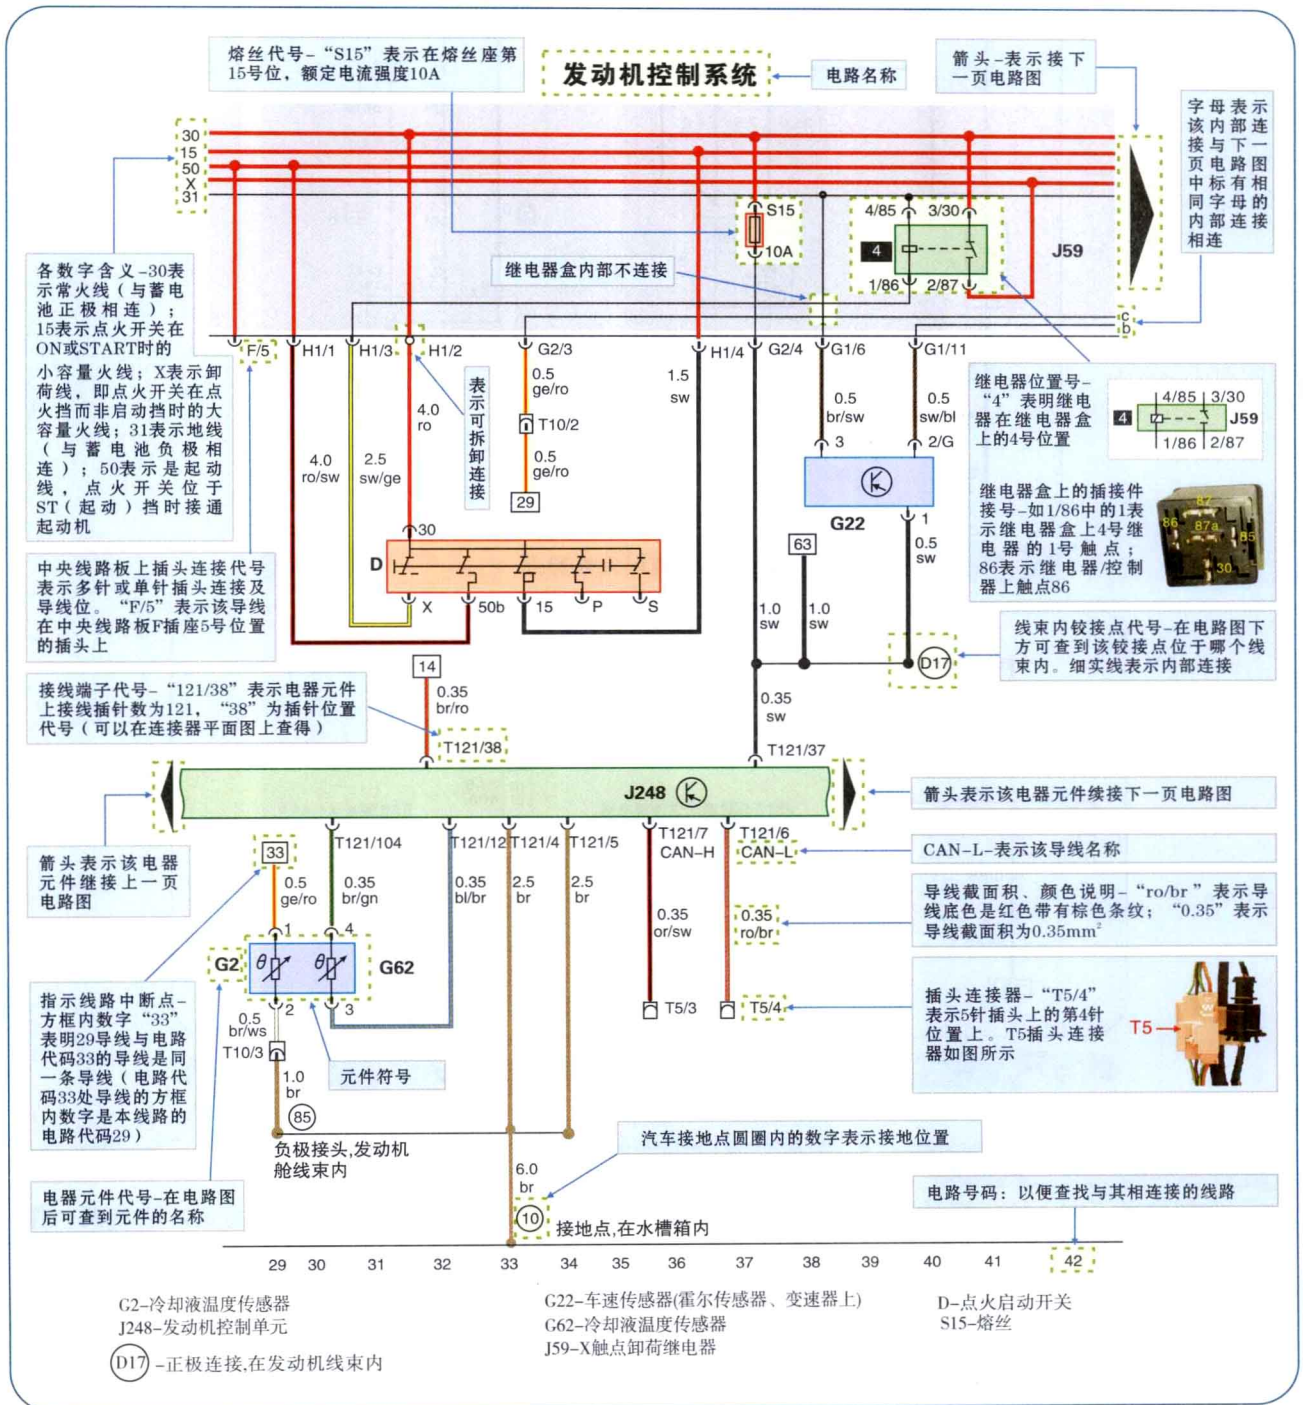 熔丝代号-“S15”表示在熔丝座第
15号位，额定电流强度10A
发动机控制系统
电路名称
箭头-表示接下
一页电路图
字母表示
该内部连
接与下一
页电路图
中标有相
同字母的
内部连接
相连
30
15
50
X
31
S15
10A
4/85
3/30
4
J59
1/86
2/87
继电器盒内部不连接
c
b
各数字含义-30表
示常火线（与蓄电
池正极相连）；
15表示点火开关在
ON或START时的
小容量火线；X表示卸
荷线，即点火开关在点
火挡而非启动挡时的大
容量火线；31表示地线
（与蓄电池负极相
连）；50表示是起动
线，点火开关位于
ST（起动）挡时接通
起动机
F/5
H1/1
H1/3
H1/2
G2/3
H1/4
G2/4
G1/6
G1/11
表示可拆卸连接
4.0
ro
0.5
ge/ro
T10/2
0.5
ge/ro
29
1.5
sw
4.0
ro/sw
2.5
sw/ge
0.5
br/sw
0.5
sw/bl
3
2/G
G22
1
0.5
sw
继电器位置号-
“4”表明继电
器在继电器盒
上的4号位置
4/85
3/30
4
J59
1/86
2/87
继电器盒上的插接件
接号-如1/86中的1表
示继电器盒上4号继
电器的1号触点；
86表示继电器/控制
器上触点86
87
86
87a
85
30
30
D
X
50b
15
P
S
63
1.0
sw
1.0
sw
D17
中央线路板上插头连接代号
表示多针或单针插头连接及
导线位。“F/5”表示该导线
在中央线路板F插座5号位置
的插头上
线束内铰接点代号-在电路图下
方可查到该铰接点位于哪个线
束内。细实线表示内部连接
接线端子代号-“121/38”表示电器元件
上接线插针数为121，“38”为插针位置
代号（可以在连接器平面图上查得）
14
0.35
br/ro
T121/38
0.35
sw
T121/37
J248
箭头表示该电器元件续接下一页电路图
箭头表示该电器
元件继接上一页
电路图
T121/104
T121/12
T121/4
T121/5
T121/7
CAN-H
T121/6
CAN-L
CAN-L-表示该导线名称
33
0.5
ge/ro
0.35
br/gn
0.35
bl/br
2.5
br
2.5
br
0.35
or/sw
0.35
ro/br
导线截面积、颜色说明-“ro/br”表示导
线底色是红色带有棕色条纹；“0.35”表示
导线截面积为0.35mm²
1
4
G2
θ
θ
G62
2
3
指示线路中断点-
方框内数字“33”
表明29导线与电路
代码33的导线是同
一条导线（电路代
码33处导线的方框
内数字是本线路的
电路代码29）
0.5
br/ws
T10/3
1.0
br
85
元件符号
T5/3
T5/4
插头连接器-“T5/4”
表示5针插头上的第4针
位置上。T5插头连接
器如图所示
T5
负极接头,发动机
舱线束内
汽车接地点圆圈内的数字表示接地位置
电器元件代号-在电路图
后可查到元件的名称
6.0
br
10
接地点,在水槽箱内
电路号码：以便查找与其相连接的线路
29 30 31 32 33 34 35 36 37 38 39 40 41 42
G2-冷却液温度传感器
J248-发动机控制单元
D17-正极连接,在发动机线束内
G22-车速传感器(霍尔传感器、变速器上)
G62-冷却液温度传感器
J59-X触点卸荷继电器
D-点火启动开关
S15-熔丝